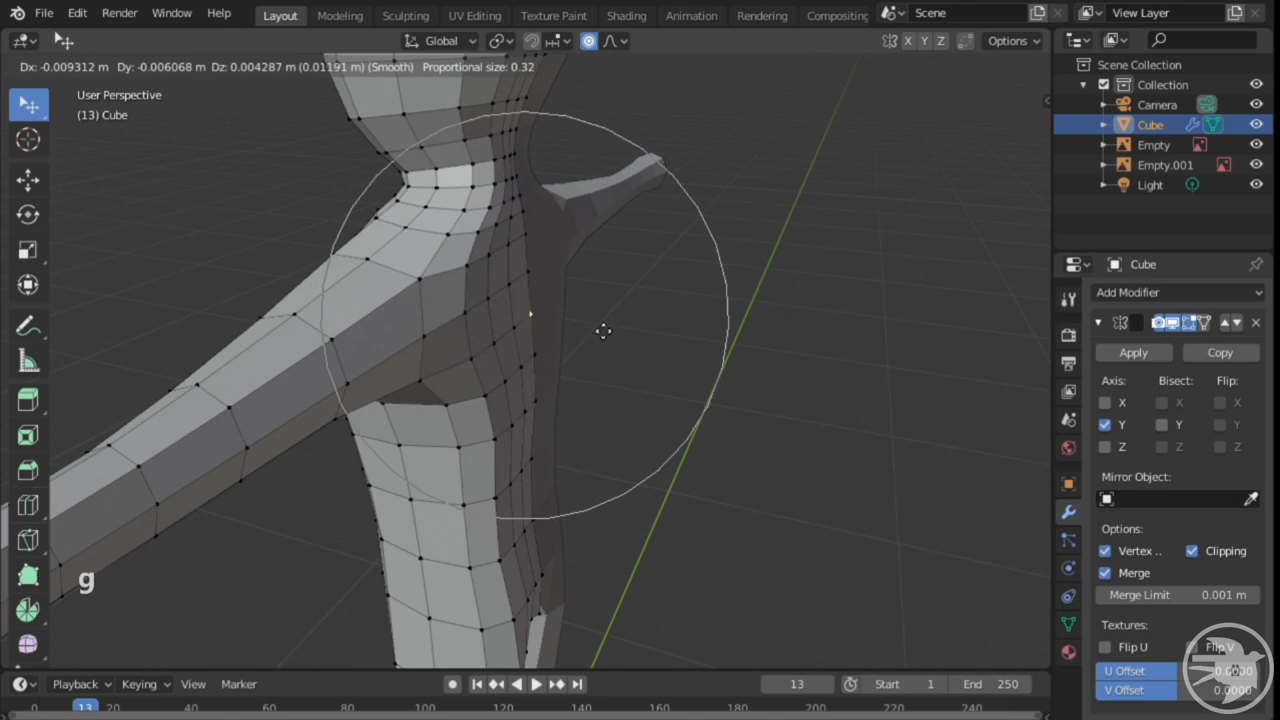 File Edit Render Window Help Layout Modeling Sculpting UV Editing Texture Paint Shading Animation Rendering Compositing Scene View Layer
Global X Y Z Options
Dx: -0.009312 m Dy: -0.006068 m Dz: 0.004287 m (0.01191 m) (Smooth) Proportional size: 0.32
User Perspective
(13) Cube
Scene Collection
Collection
Camera
Cube
Empty
Empty.001
Light
Cube
Add Modifier
Apply Copy
Axis: Bisect: Flip:
X X X
Y Y Y
Z Z Z
Mirror Object:
Options:
Vertex .. Clipping
Merge
Merge Limit 0.001 m
Textures:
Flip U Flip V
U Offset 0.0000
V Offset 0.0000
g
Playback Keying View Marker 13 Start 1 End 250
0 13 20 40 60 80 100 120 140 160 180 200 220 240